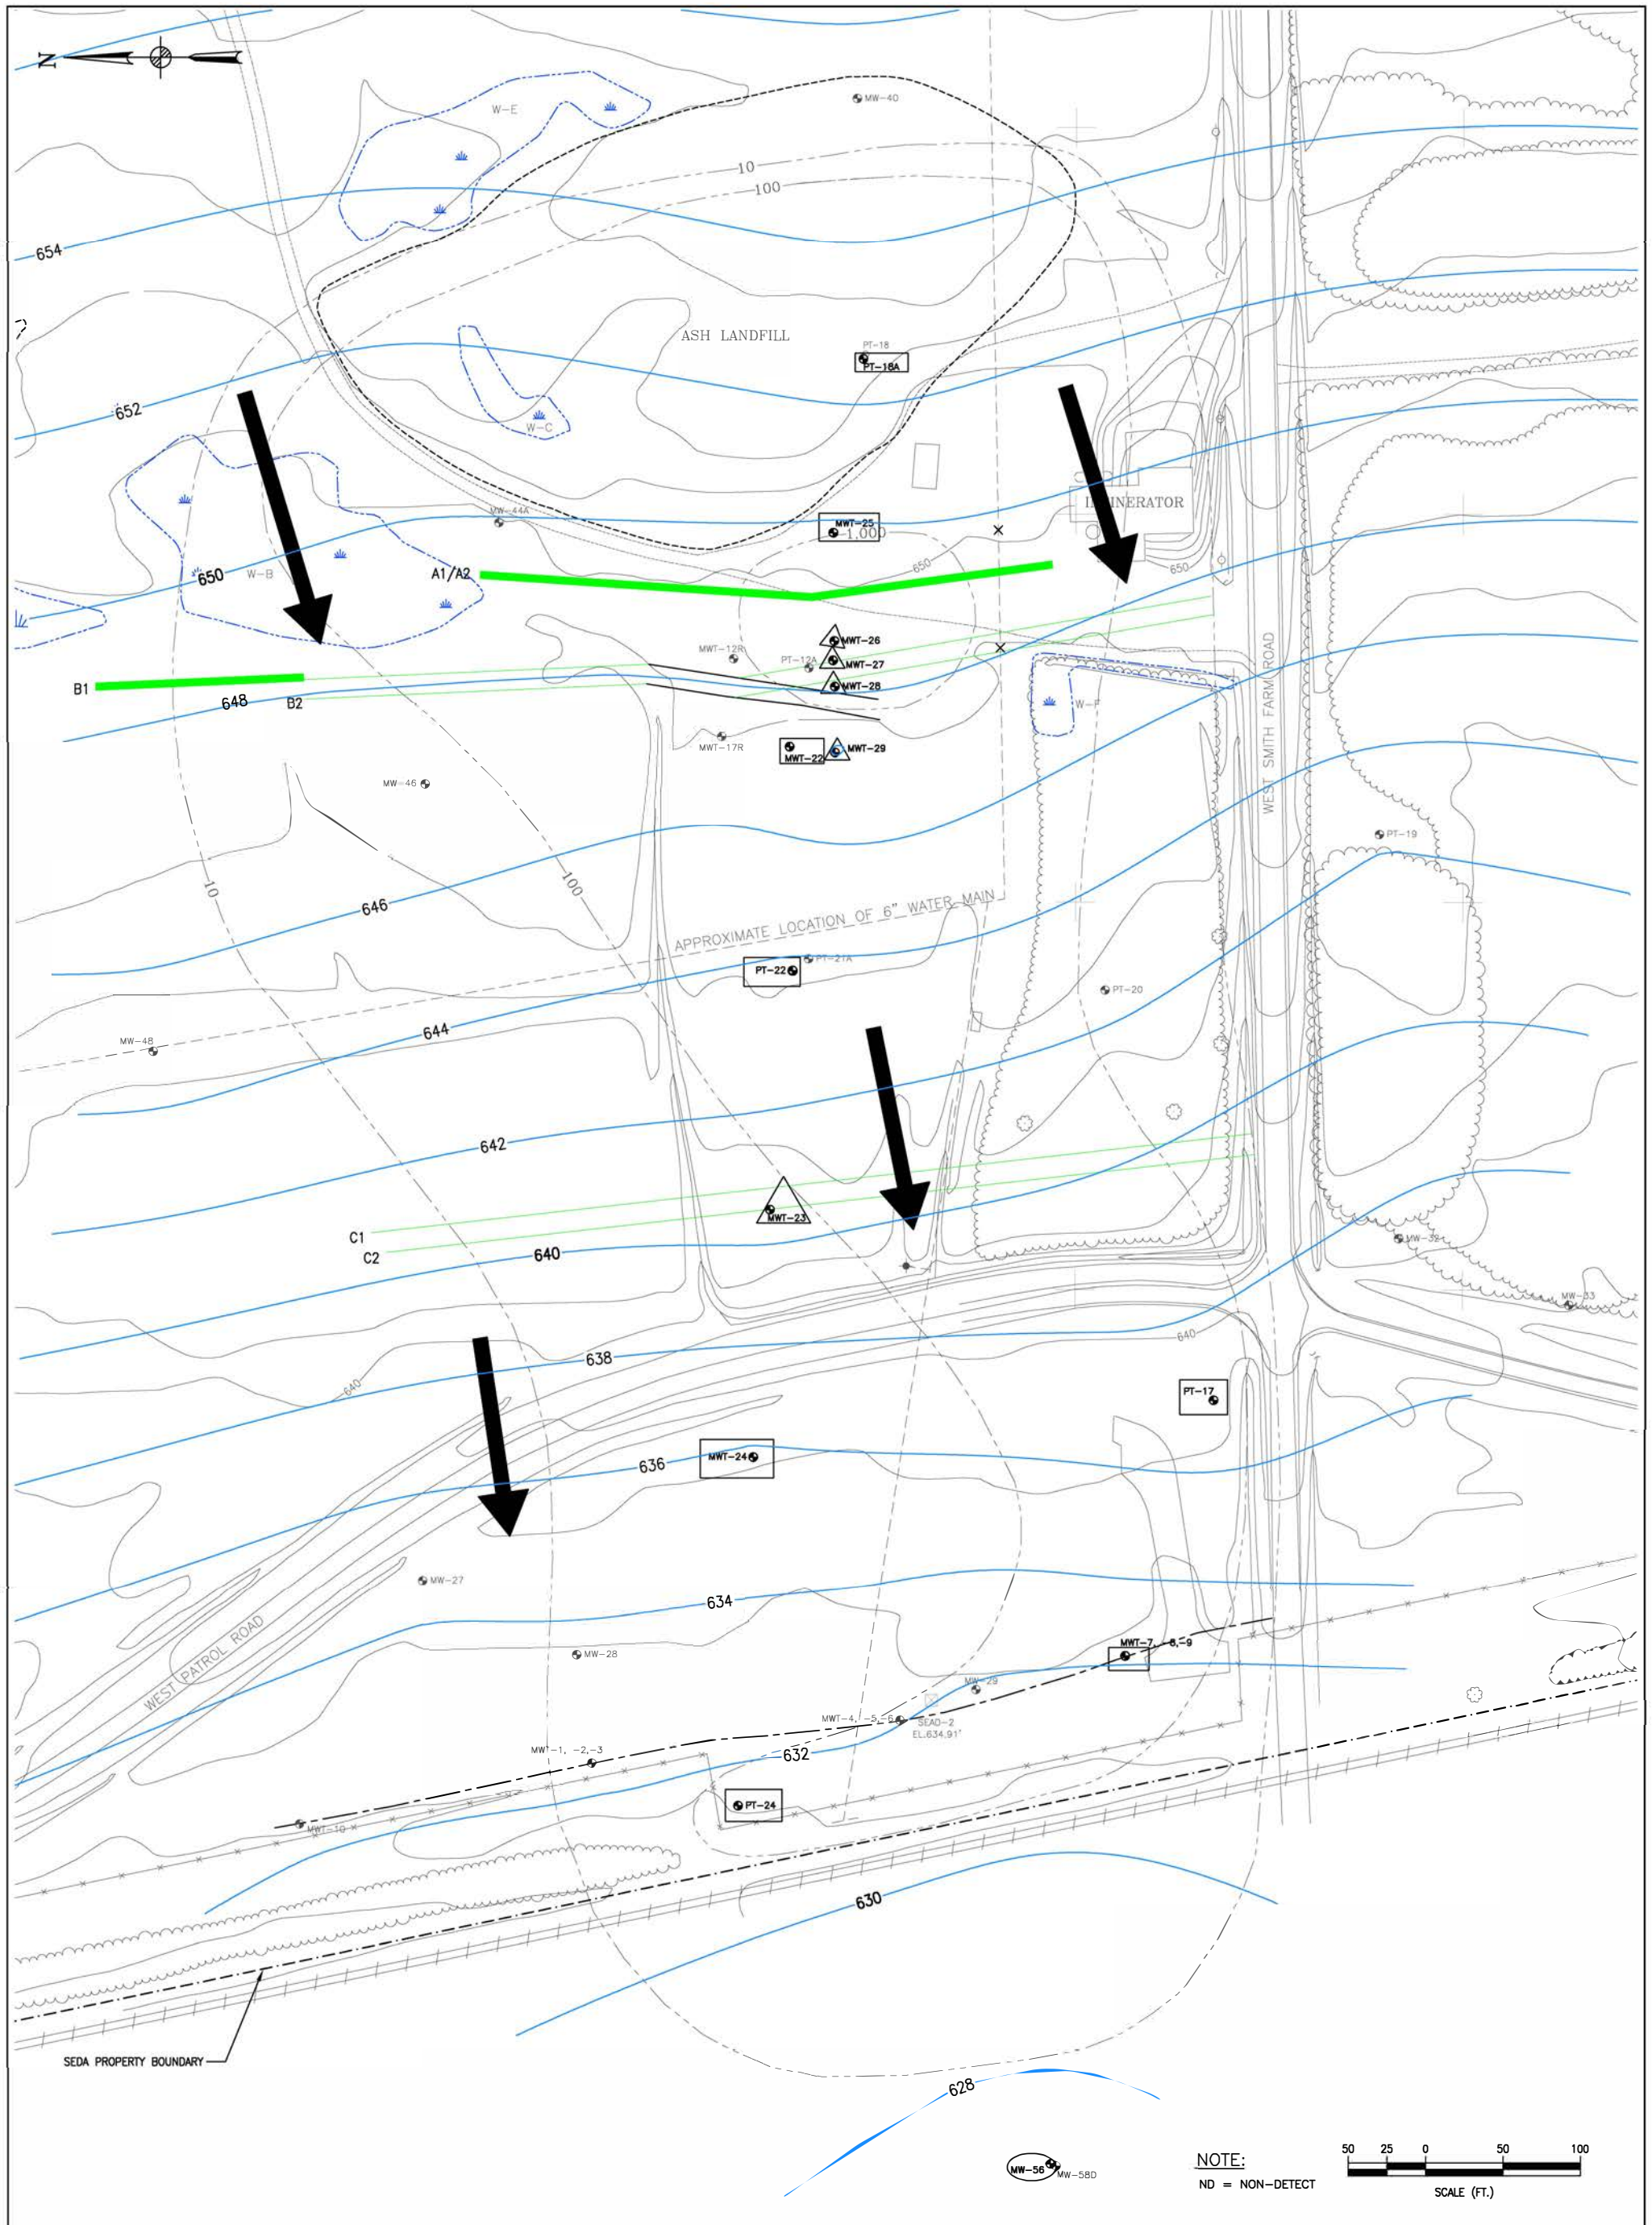 N
W-E
MW-40
10
100
654
ASH LANDFILL
PT-18
PT-18A
652
W-C
MW-44A
MWT-25
1,000
INCINERATOR
650
W-B
650
650
A1/A2
MWT-26
MWT-12R
PT-12A
MWT-27
MWT-28
B1
B2
648
W-F
MWT-17R
MWT-22
MWT-29
WEST SMITH FARM ROAD
MW-46
PT-19
10
100
646
APPROXIMATE LOCATION OF 6" WATER MAIN
PT-22
PT-21A
PT-20
644
MW-48
642
MWT-23
C1
C2
640
MW-32
MW-33
640
638
640
PT-17
MWT-24
636
MW-27
634
WEST PATROL ROAD
MW-28
MWT-7, -8,-9
MW-29
MWT-4, -5,-6
SEAD-2
EL.634.91'
MWT-1, -2,-3
632
PT-24
MWT-10
630
SEDA PROPERTY BOUNDARY
628
MW-56
MW-58D
NOTE:
ND = NON-DETECT
50 25 0 50 100
SCALE (FT.)